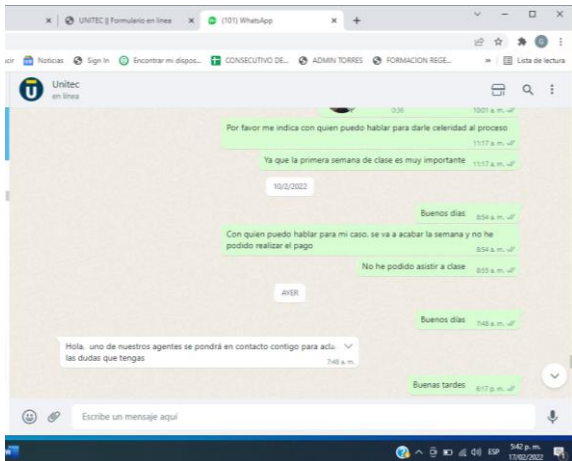 UNITEC || Formulario en línea
(101) WhatsApp
Noticias
Sign In
Encontrar mi dispos...
CONSECUTIVO DE...
ADMIN TORRES
FORMACION REGE...
Lista de lectura
Unitec
en línea
0:36
10:01 a. m.
Por favor me indica con quien puedo hablar para darle celeridad al proceso
11:17 a. m.
Ya que la primera semana de clase es muy importante
11:17 a. m.
10/2/2022
Buenos días
8:54 a. m.
Con quien puedo hablar para mi caso. se va a acabar la semana y no he
podido realizar el pago
8:54 a. m.
No he podido asistir a clase
8:55 a. m.
AYER
Buenos días
7:48 a. m.
Hola, uno de nuestros agentes se pondrá en contacto contigo para acla
las dudas que tengas
7:48 a. m.
Buenas tardes
6:17 p. m.
Escribe un mensaje aquí
ESP
5:42 p. m.
17/02/2022